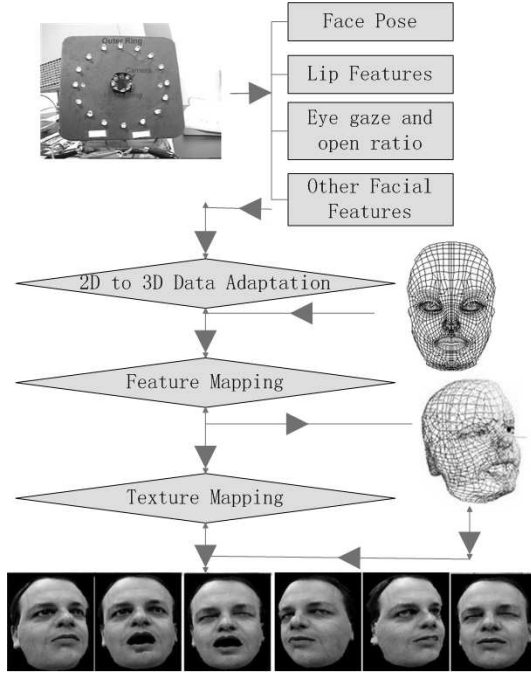 Outer Ring
Camera
Face Pose
Lip Features
Eye gaze and
open ratio
Other Facial
Features
2D to 3D Data Adaptation
Feature Mapping
Texture Mapping